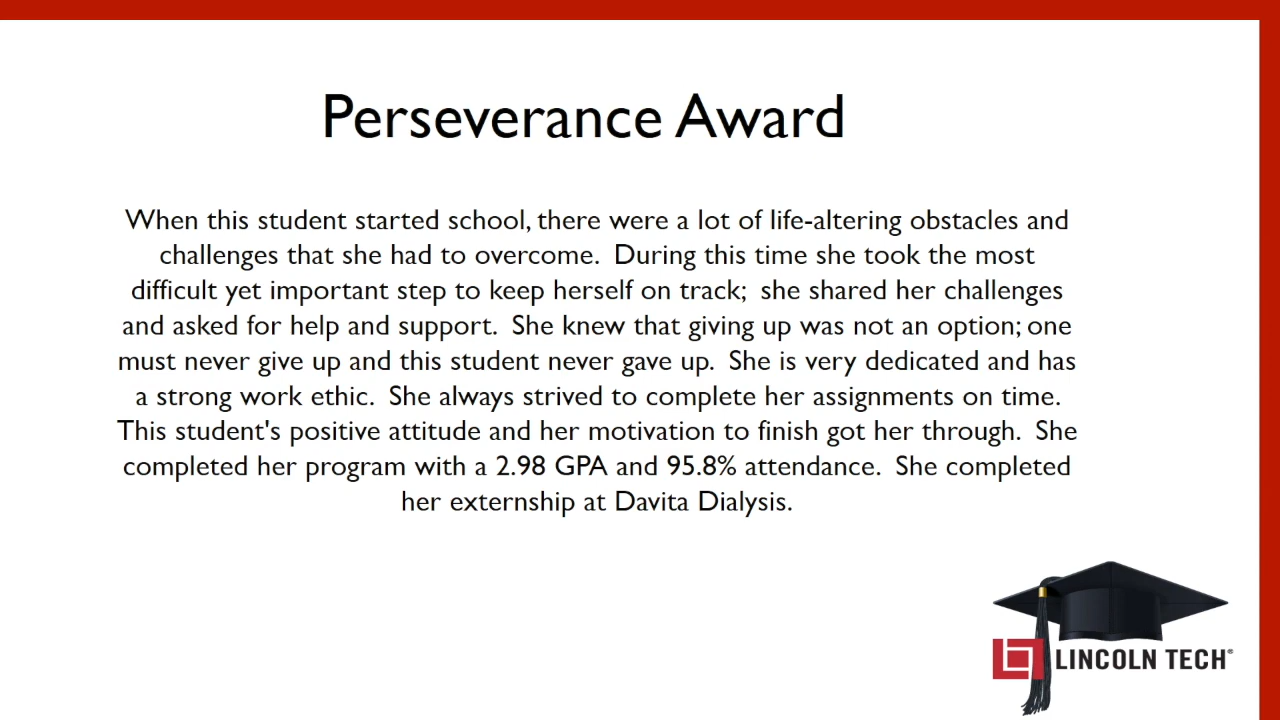 Perseverance Award
When this student started school, there were a lot of life-altering obstacles and
challenges that she had to overcome.  During this time she took the most
difficult yet important step to keep herself on track;  she shared her challenges
and asked for help and support.  She knew that giving up was not an option; one
must never give up and this student never gave up.  She is very dedicated and has
a strong work ethic.  She always strived to complete her assignments on time.
This student's positive attitude and her motivation to finish got her through.  She
completed her program with a 2.98 GPA and 95.8% attendance.  She completed
her externship at Davita Dialysis.
LINCOLN TECH®